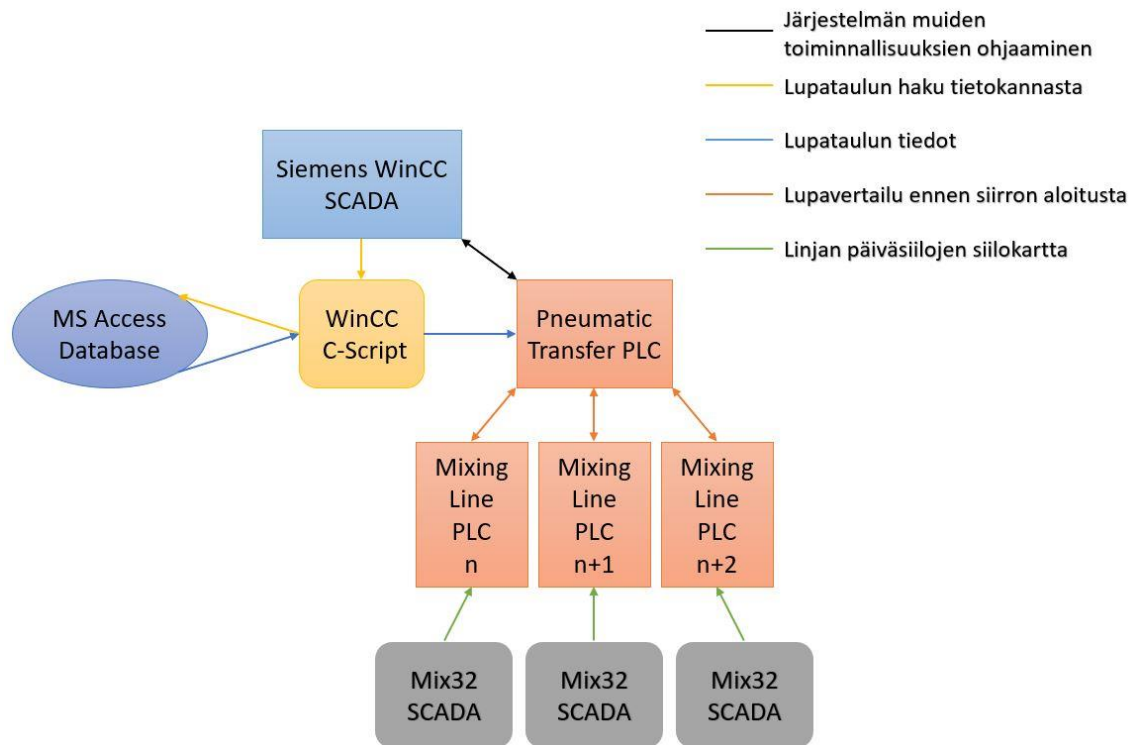 Järjestelmän muiden
toiminnallisuuksien ohjaaminen
Lupataulun haku tietokannasta
Lupataulun tiedot
Lupavertailu ennen siirron aloitusta
Linjan päiväsiilojen siilokartta
Siemens WinCC
SCADA
MS Access
Database
WinCC
C-Script
Pneumatic
Transfer PLC
Mixing
Line
PLC
n
Mixing
Line
PLC
n+1
Mixing
Line
PLC
n+2
Mix32
SCADA
Mix32
SCADA
Mix32
SCADA